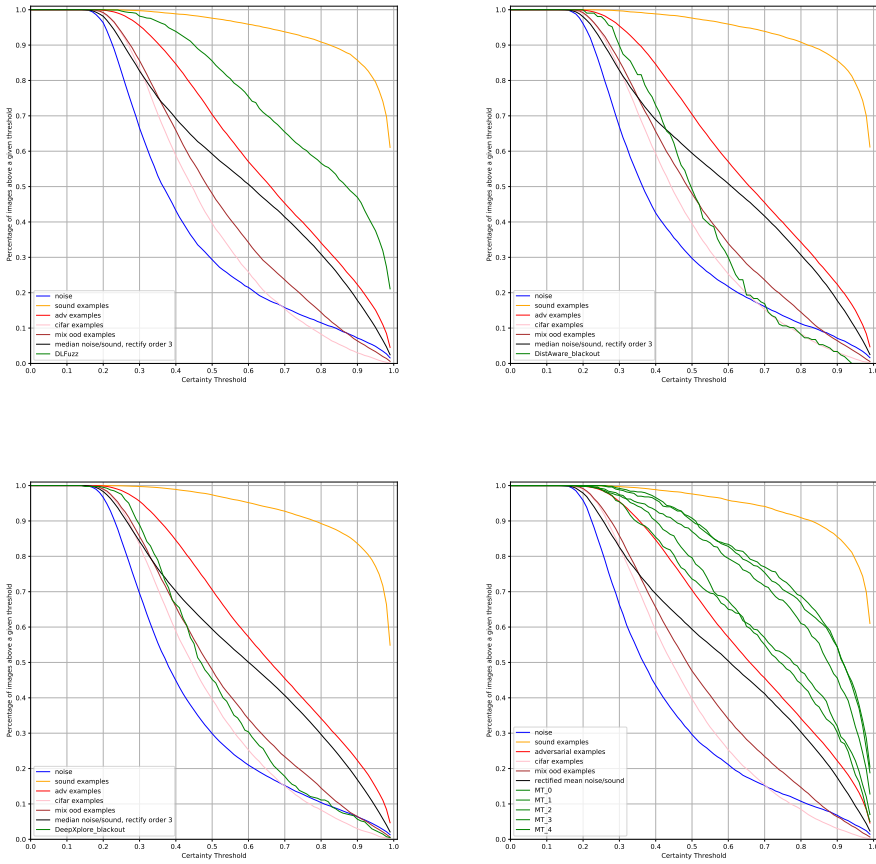 Percentage of images above a given threshold
1.0
0.9
0.8
0.7
0.6
0.5
0.4
0.3
0.2
0.1
0.0
noise
sound examples
adv examples
cifar examples
mix ood examples
median noise/sound, rectify order 3
DLFuzz
0.0 0.1 0.2 0.3 0.4 0.5 0.6 0.7 0.8 0.9 1.0
Certainty Threshold
Percentage of images above a given threshold
1.0
0.9
0.8
0.7
0.6
0.5
0.4
0.3
0.2
0.1
0.0
noise
sound examples
adv examples
cifar examples
mix ood examples
median noise/sound, rectify order 3
DistAware_blackout
0.0 0.1 0.2 0.3 0.4 0.5 0.6 0.7 0.8 0.9 1.0
Certainty Threshold
Percentage of images above a given threshold
1.0
0.9
0.8
0.7
0.6
0.5
0.4
0.3
0.2
0.1
0.0
noise
sound examples
adv examples
cifar examples
mix ood examples
median noise/sound, rectify order 3
DeepXplore_blackout
0.0 0.1 0.2 0.3 0.4 0.5 0.6 0.7 0.8 0.9 1.0
Certainty Threshold
Percentage of images above a given threshold
1.0
0.9
0.8
0.7
0.6
0.5
0.4
0.3
0.2
0.1
0.0
noise
sound examples
adversarial examples
cifar examples
mix ood examples
rectified mean noise/sound
MT_0
MT_1
MT_2
MT_3
MT_4
0.0 0.1 0.2 0.3 0.4 0.5 0.6 0.7 0.8 0.9 1.0
Certainty Threshold